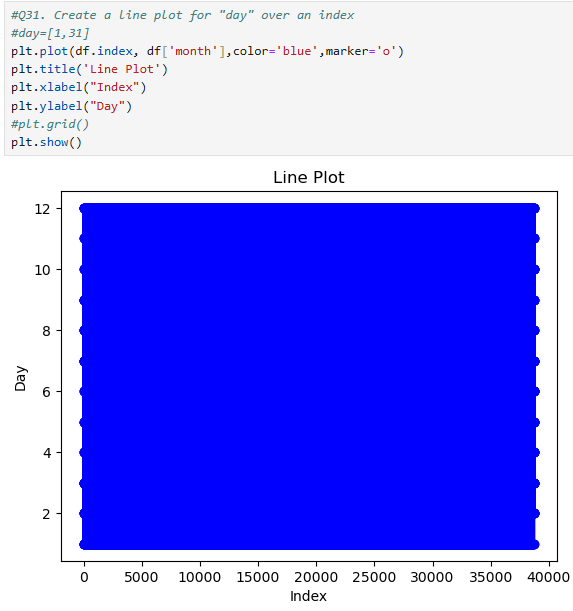 #Q31. Create a line plot for "day" over an index
#day=[1,31]
plt.plot(df.index, df['month'],color='blue',marker='o')
plt.title('Line Plot')
plt.xlabel("Index")
plt.ylabel("Day")
#plt.grid()
plt.show()
Line Plot
12
10
8
6
4
2
Day
0 5000 10000 15000 20000 25000 30000 35000 40000
Index